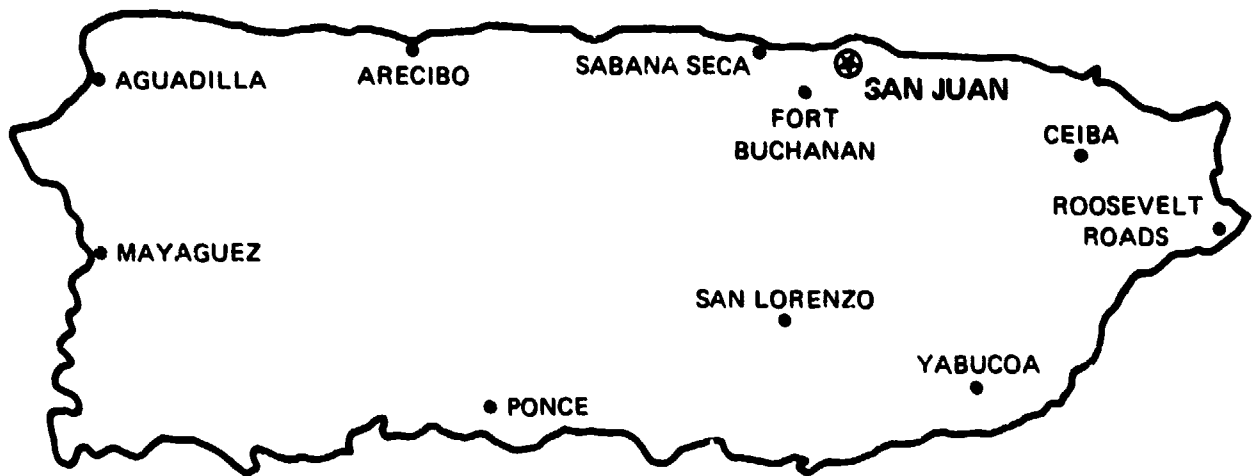 AGUADILLA
ARECIBO
SABANA SECA
SAN JUAN
FORT
BUCHANAN
CEIBA
ROOSEVELT
ROADS
MAYAGUEZ
SAN LORENZO
YABUCOA
PONCE